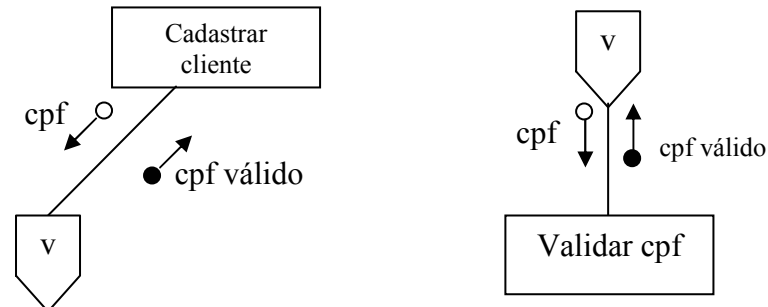 Cadastrar
cliente
cpf
cpf válido
v
v
cpf
cpf válido
Validar cpf